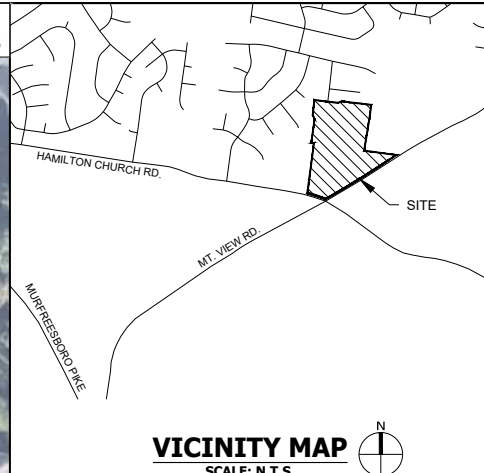 HAMILTON CHURCH RD.
SITE
MT. VIEW RD.
MURFREESBORO PIKE
N
VICINITY MAP
SCALE: N.T.S.